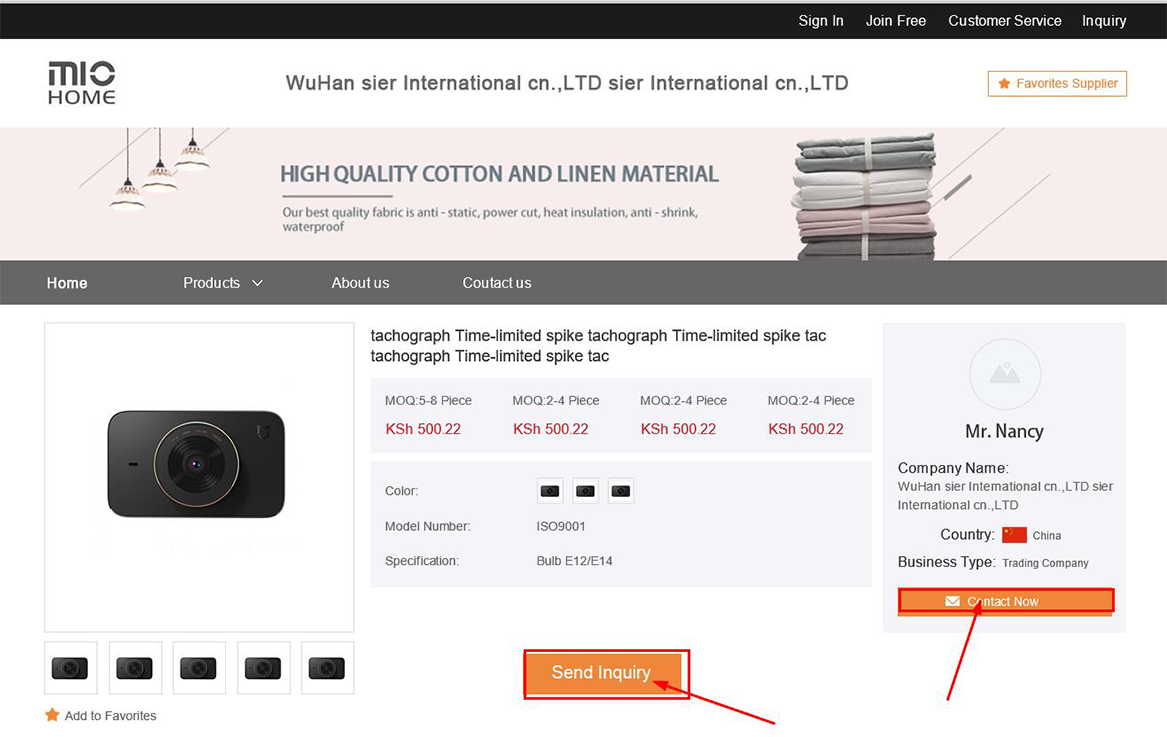 Sign In Join Free Customer Service Inquiry
MIO
HOME
WuHan sier International cn.,LTD sier International cn.,LTD
Favorites Supplier
HIGH QUALITY COTTON AND LINEN MATERIAL
Our best quality fabric is anti - static, power cut, heat insulation, anti - shrink,
waterproof
Home Products About us Contact us
tachograph Time-limited spike tachograph Time-limited spike tac
tachograph Time-limited spike tac
MOQ:5-8 Piece MOQ:2-4 Piece MOQ:2-4 Piece MOQ:2-4 Piece
KSh 500.22 KSh 500.22 KSh 500.22 KSh 500.22
Color:
Model Number: ISO9001
Specification: Bulb E12/E14
Mr. Nancy
Company Name:
WuHan sier International cn.,LTD sier
International cn.,LTD
Country: China
Business Type: Trading Company
Contact Now
Send Inquiry
Add to Favorites